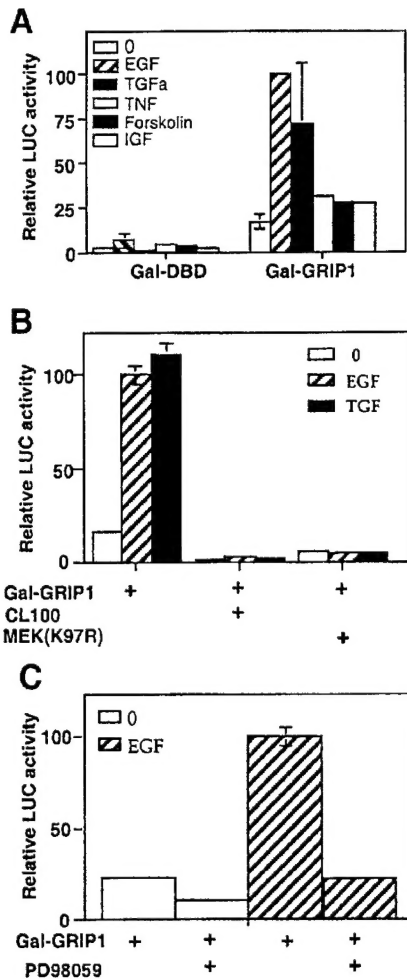 A
Relative LUC activity
100
75
50
25
0
0
EGF
TGFa
TNF
Forskolin
IGF
Gal-DBD Gal-GRIP1
B
Relative LUC activity
100
50
0
0
EGF
TGF
Gal-GRIP1 + + +
CL100 +
MEK(K97R) +
C
Relative LUC activity
100
50
0
0
EGF
Gal-GRIP1 + + + +
PD98059 + +